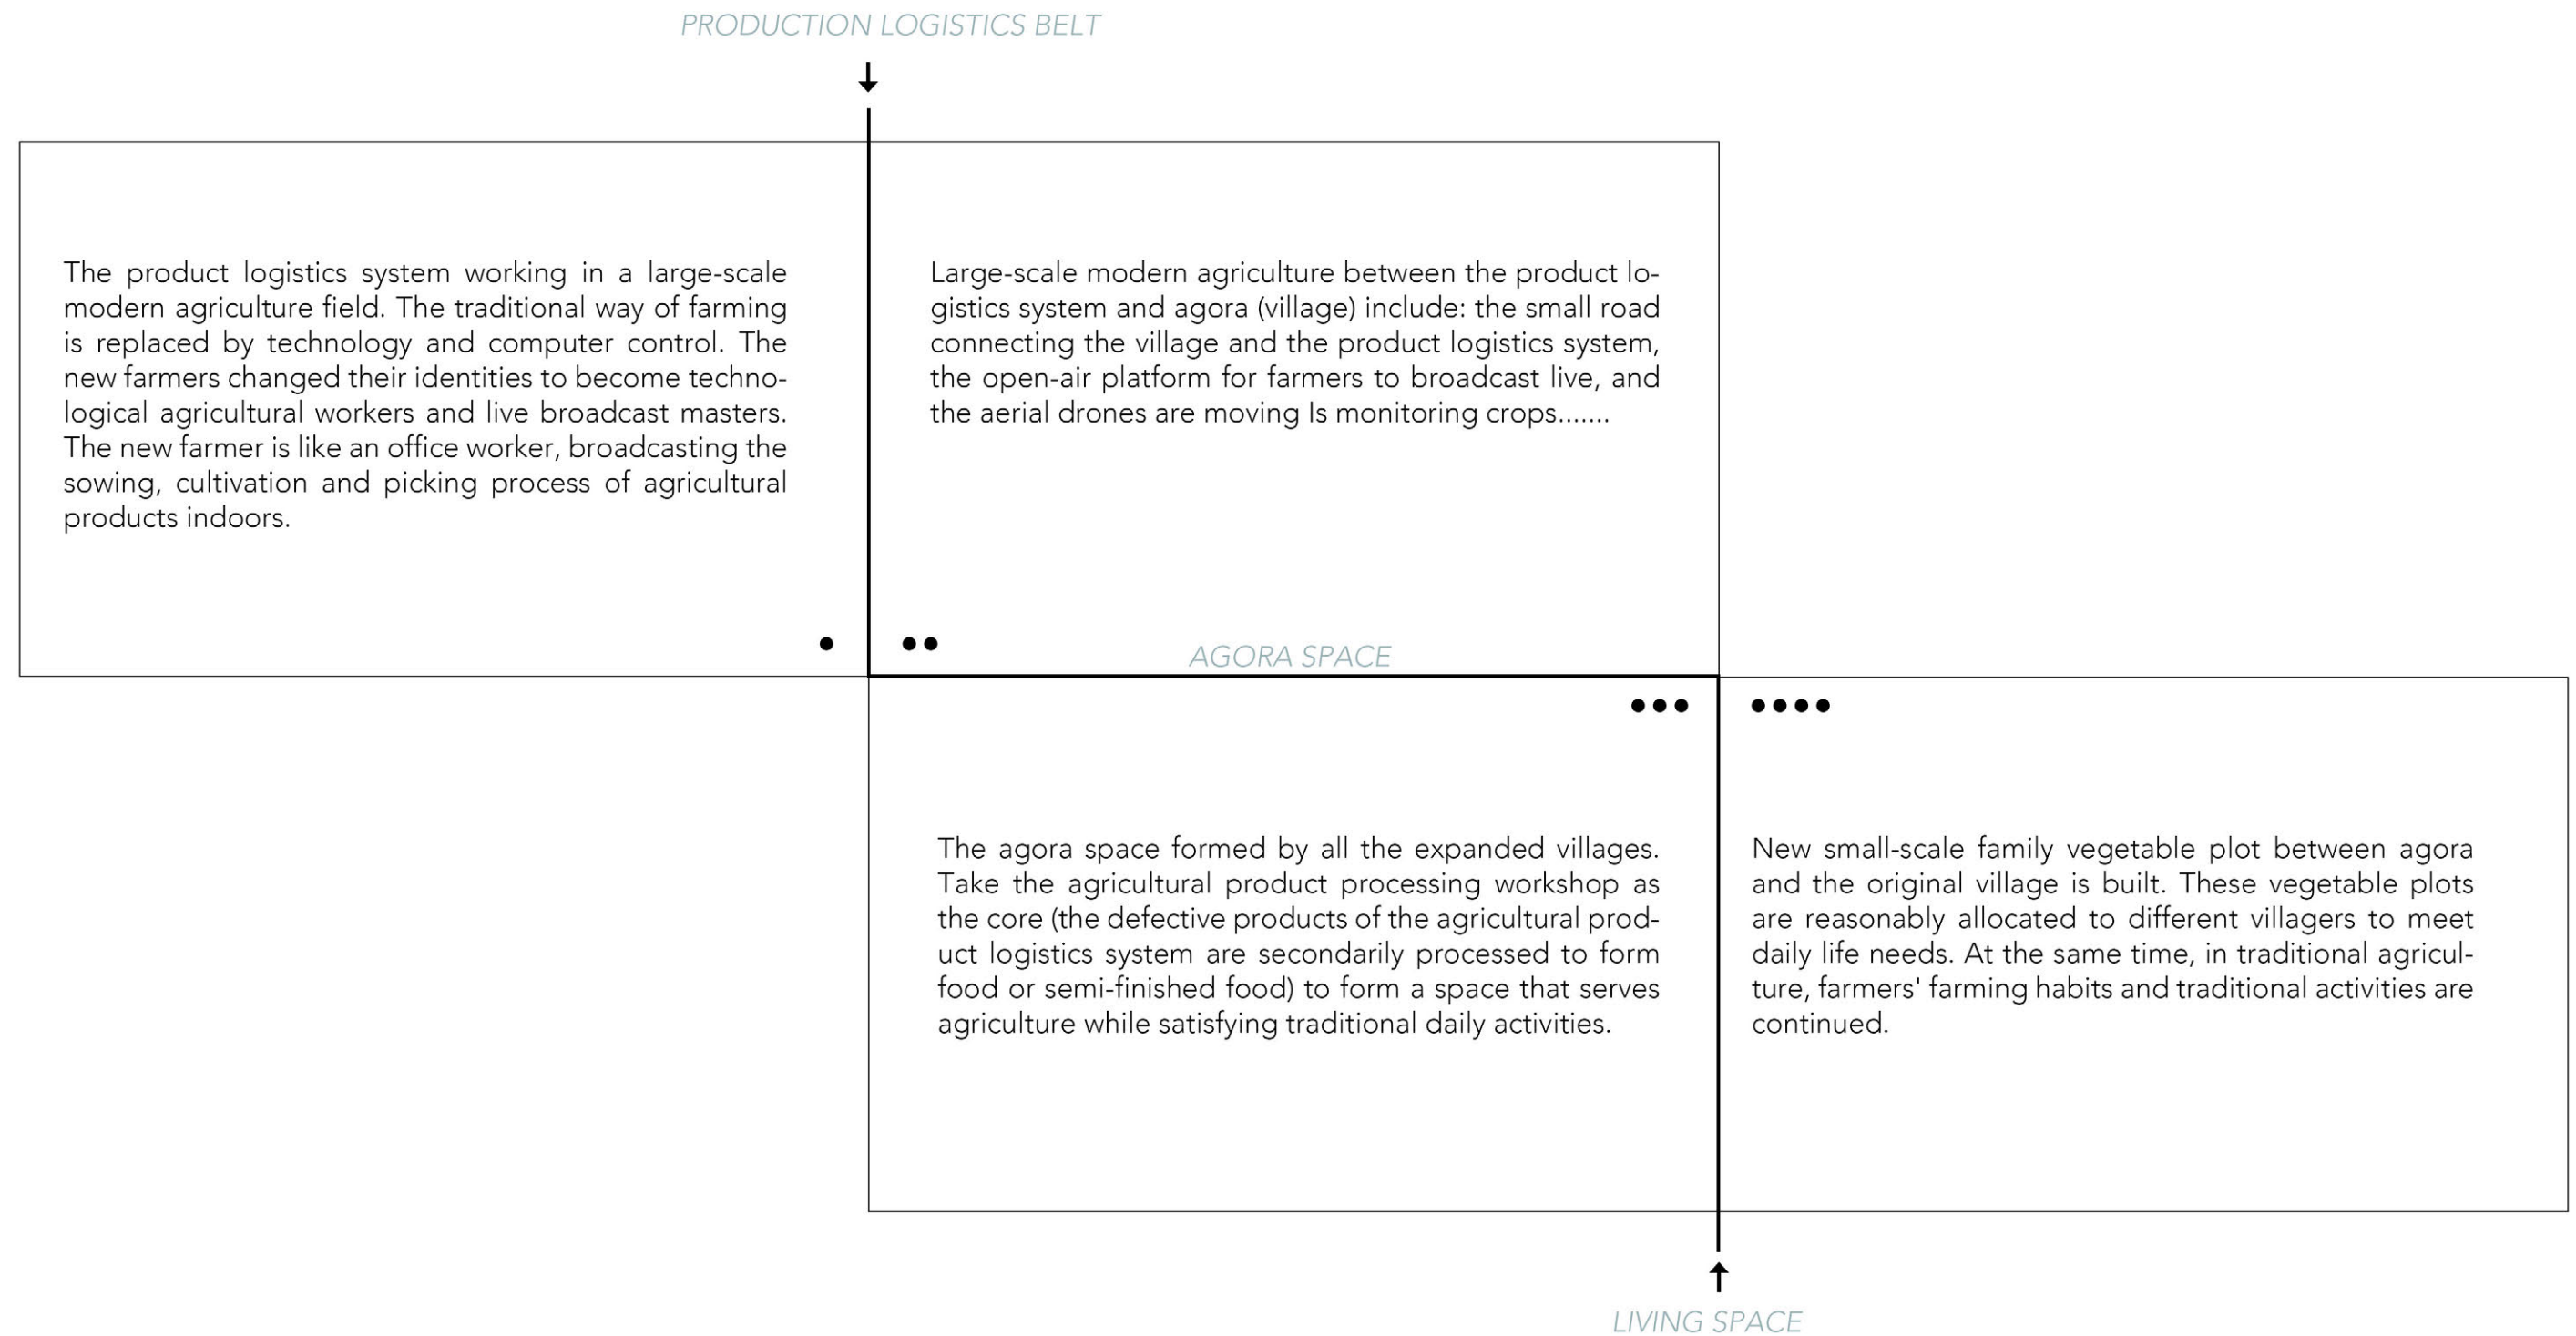 PRODUCTION LOGISTICS BELT
The product logistics system working in a large-scale
modern agriculture field. The traditional way of farming
is replaced by technology and computer control. The
new farmers changed their identities to become techno-
logical agricultural workers and live broadcast masters.
The new farmer is like an office worker, broadcasting the
sowing, cultivation and picking process of agricultural
products indoors.
Large-scale modern agriculture between the product lo-
gistics system and agora (village) include: the small road
connecting the village and the product logistics system,
the open-air platform for farmers to broadcast live, and
the aerial drones are moving Is monitoring crops.......
AGORA SPACE
The agora space formed by all the expanded villages.
Take the agricultural product processing workshop as
the core (the defective products of the agricultural prod-
uct logistics system are secondarily processed to form
food or semi-finished food) to form a space that serves
agriculture while satisfying traditional daily activities.
New small-scale family vegetable plot between agora
and the original village is built. These vegetable plots
are reasonably allocated to different villagers to meet
daily life needs. At the same time, in traditional agricul-
ture, farmers' farming habits and traditional activities are
continued.
LIVING SPACE